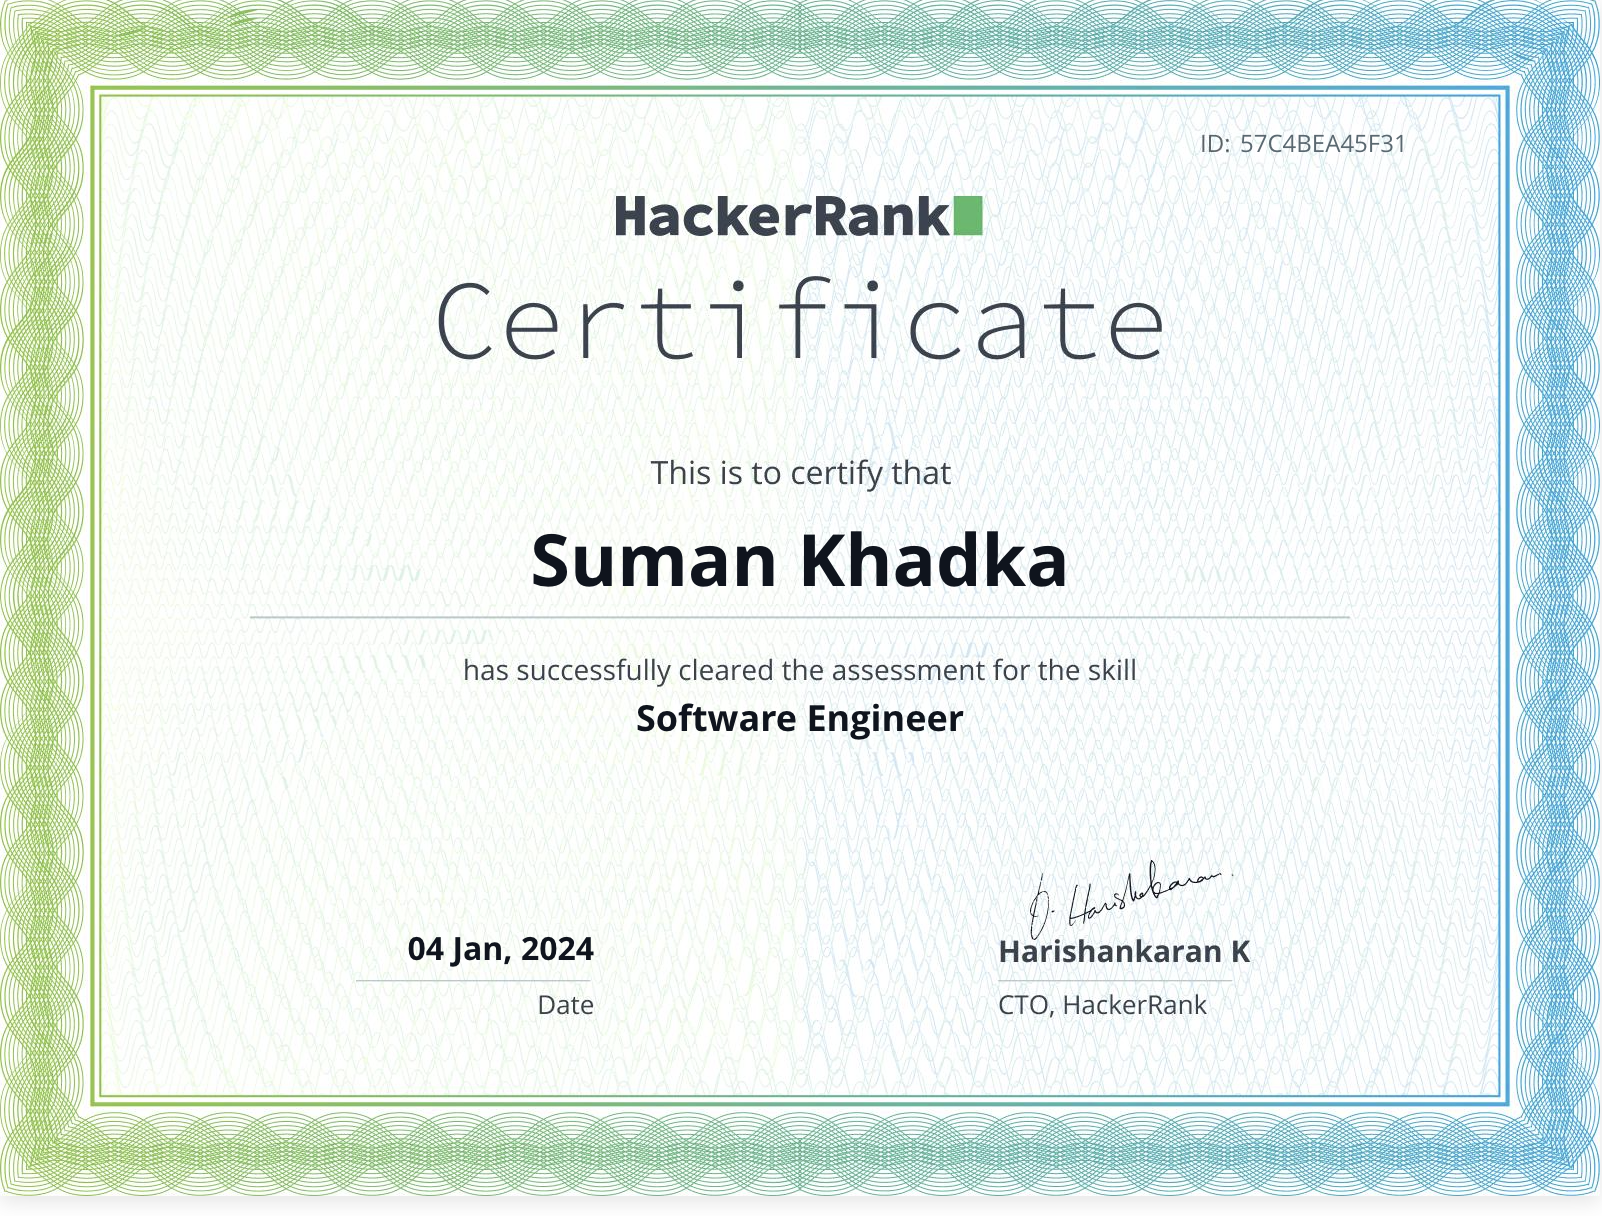 ID: 57C4BEA45F31
HackerRank
Certificate
This is to certify that
Suman Khadka
has successfully cleared the assessment for the skill
Software Engineer
04 Jan, 2024
Date
Harishankaran K
CTO, HackerRank